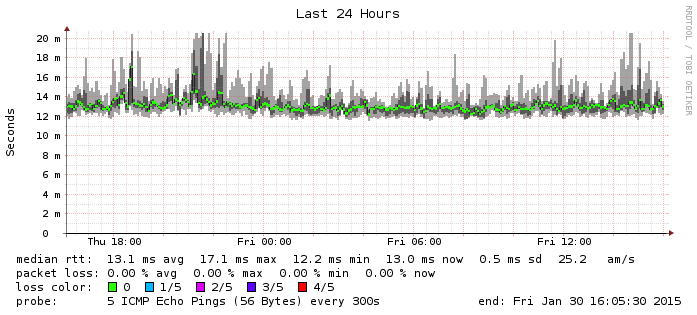 Last 24 Hours
RRDTOOL / TOBI OETIKER
Seconds
20 m
18 m
16 m
14 m
12 m
10 m
8 m
6 m
4 m
2 m
0
Thu 18:00 Fri 00:00 Fri 06:00 Fri 12:00
median rtt: 13.1 ms avg 17.1 ms max 12.2 ms min 13.0 ms now 0.5 ms sd 25.2 am/s
packet loss: 0.00 % avg 0.00 % max 0.00 % min 0.00 % now
loss color: 0 1/5 2/5 3/5 4/5
probe: 5 ICMP Echo Pings (56 Bytes) every 300s end: Fri Jan 30 16:05:30 2015